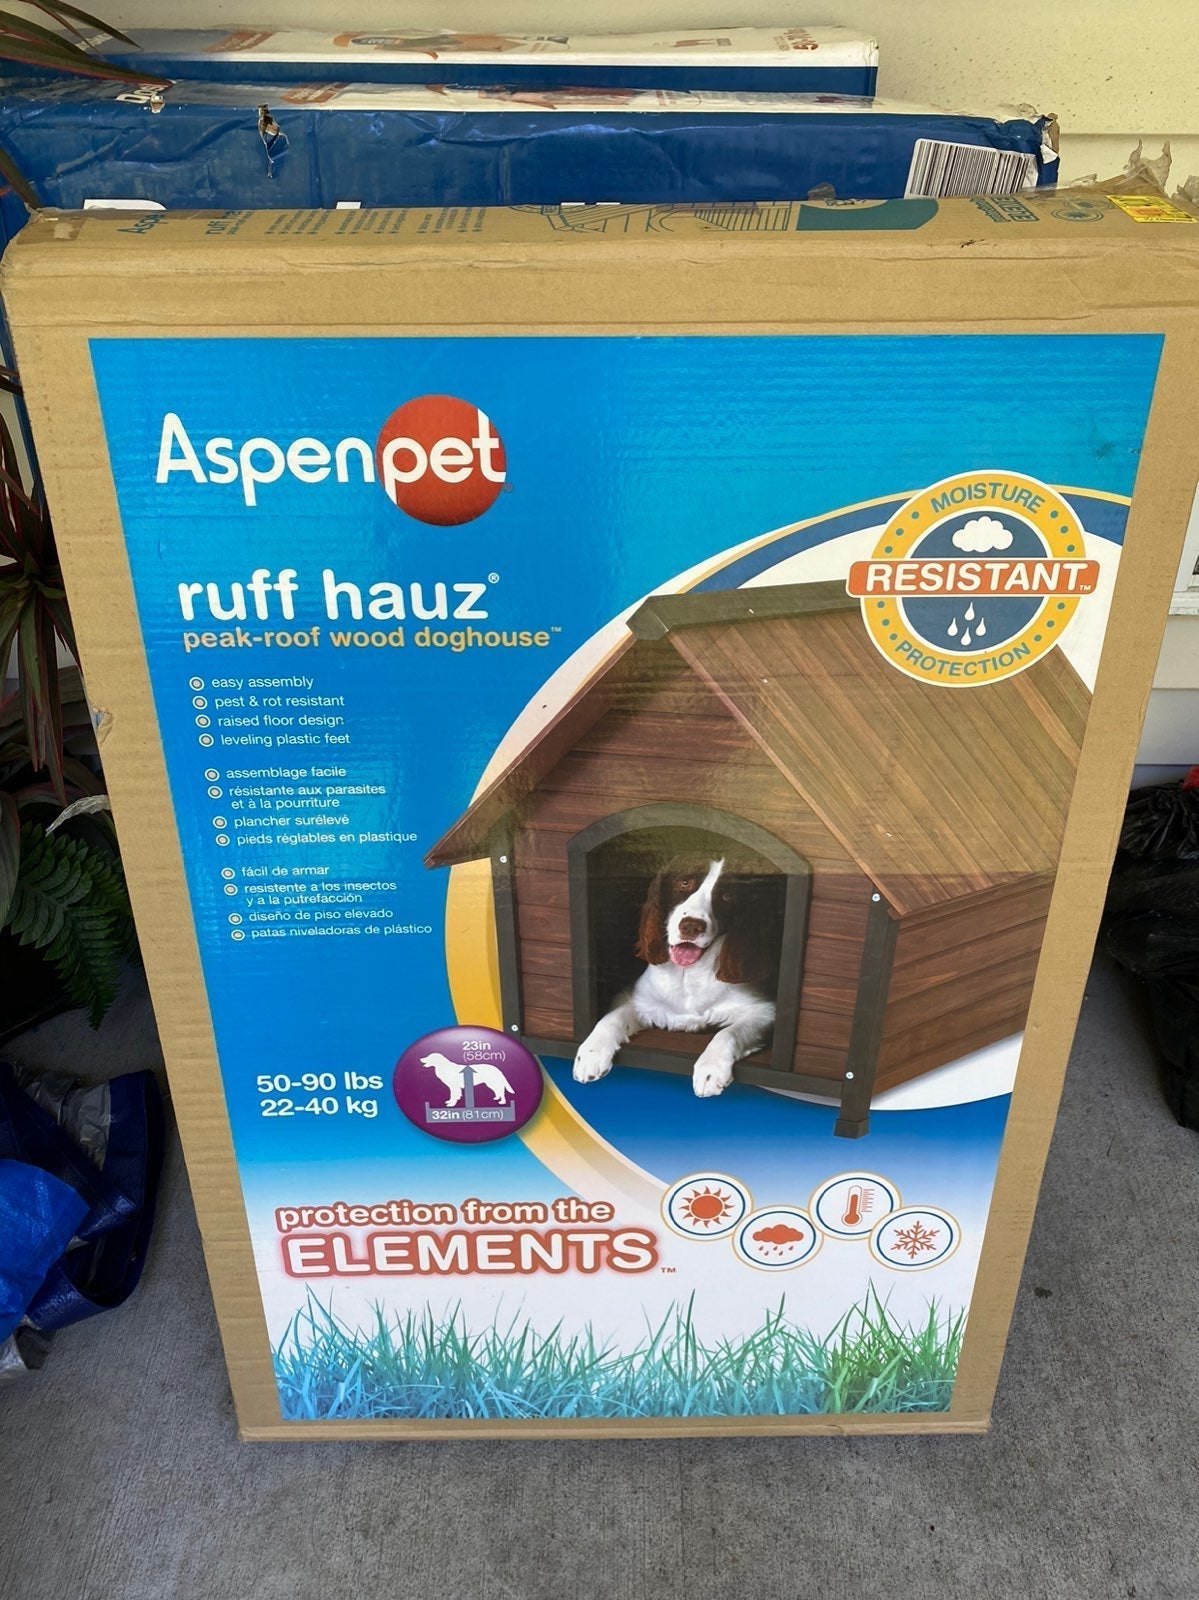 Aspenpet®
ruff hauz®
peak-roof wood doghouse™
easy assembly
pest & rot resistant
raised floor design
leveling plastic feet
assemblage facile
résistante aux parasites
et à la pourriture
plancher surélevé
pieds réglables en plastique
fácil de armar
resistente a los insectos
y a la putrefacción
diseño de piso elevado
patas niveladoras de plástico
MOISTURE
RESISTANT™
PROTECTION
50-90 lbs
22-40 kg
23in
(58cm)
32in (81cm)
protection from the
ELEMENTS™